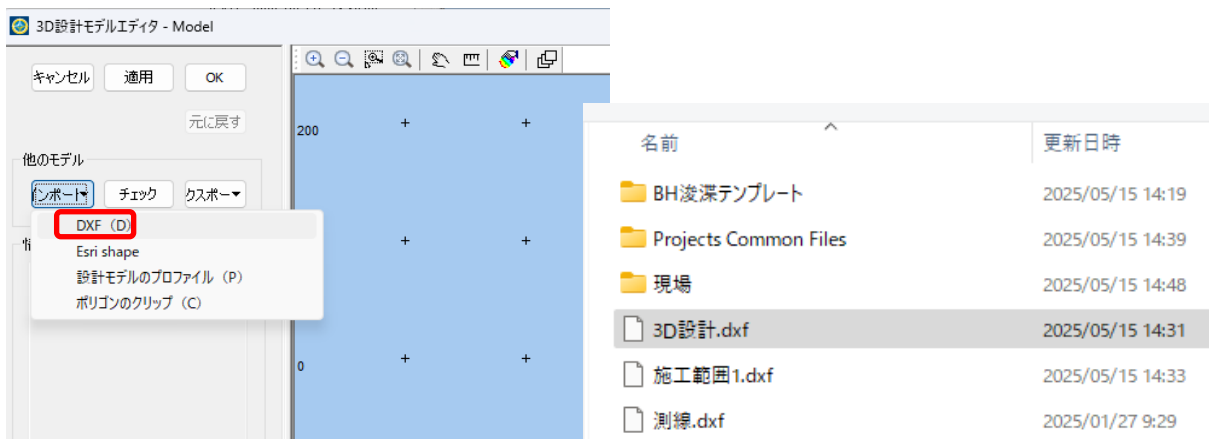 3D設計モデルエディタ - Model
キャンセル 適用 OK
元に戻す
他のモデル
インポート チェック クスポー
DXF（D）
Esri shape
設計モデルのプロファイル（P）
ポリゴンのクリップ（C）
200
0
名前 更新日時
BH浚渫テンプレート 2025/05/15 14:19
Projects Common Files 2025/05/15 14:39
現場 2025/05/15 14:48
3D設計.dxf 2025/05/15 14:31
施工範囲1.dxf 2025/05/15 14:33
測線.dxf 2025/01/27 9:29